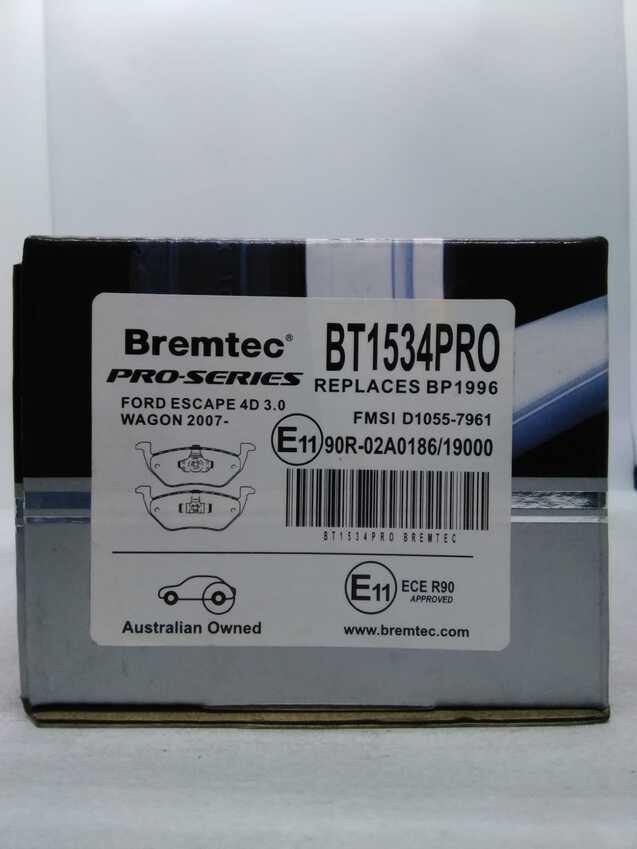 Bremtec®
PRO-SERIES
BT1534PRO
REPLACES BP1996
FORD ESCAPE 4D 3.0
WAGON 2007-
FMSI D1055-7961
E11 90R-02A0186/19000
BT1534PRO BREMTEC
Australian Owned
E11 ECE R90
APPROVED
www.bremtec.com